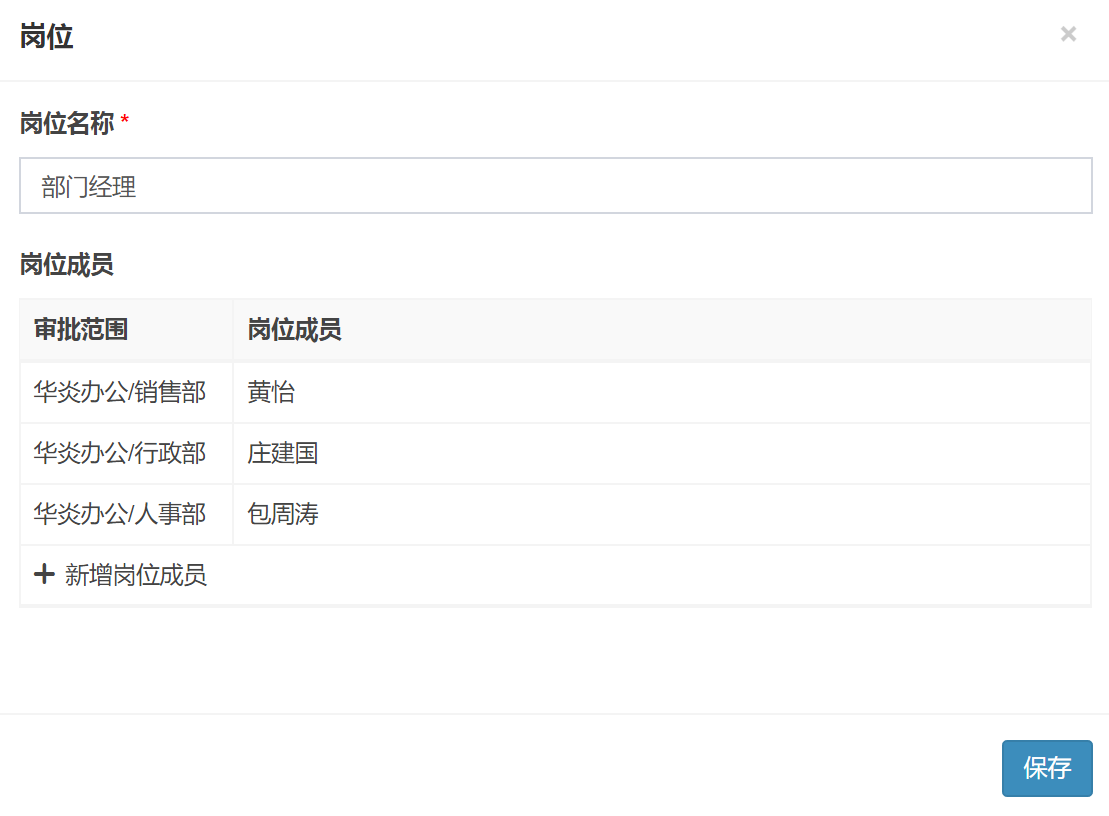 岗位
×
岗位名称 *
部门经理
岗位成员
审批范围 岗位成员
华炎办公/销售部 黄怡
华炎办公/行政部 庄建国
华炎办公/人事部 包周涛
+ 新增岗位成员
保存